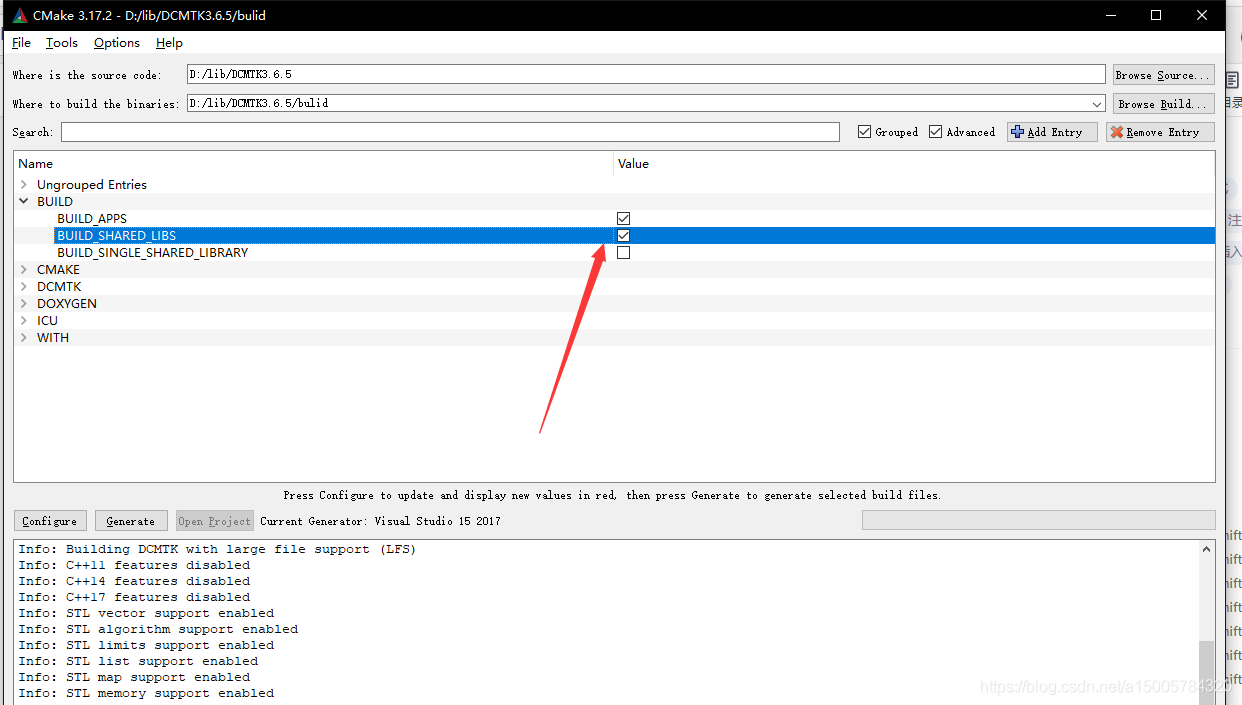 CMake 3.17.2 - D:/lib/DCMTK3.6.5/bulid
File Tools Options Help
Where is the source code: D:/lib/DCMTK3.6.5 Browse Source...
Where to build the binaries: D:/lib/DCMTK3.6.5/bulid Browse Build...
Search: Grouped Advanced Add Entry Remove Entry
Name Value
Ungrouped Entries
BUILD
BUILD_APPS
BUILD_SHARED_LIBS
BUILD_SINGLE_SHARED_LIBRARY
CMAKE
DCMTK
DOXYGEN
ICU
WITH
Press Configure to update and display new values in red, then press Generate to generate selected build files.
Configure Generate Open Project Current Generator: Visual Studio 15 2017
Info: Building DCMTK with large file support (LFS)
Info: C++11 features disabled
Info: C++14 features disabled
Info: C++17 features disabled
Info: STL vector support enabled
Info: STL algorithm support enabled
Info: STL limits support enabled
Info: STL list support enabled
Info: STL map support enabled
Info: STL memory support enabled